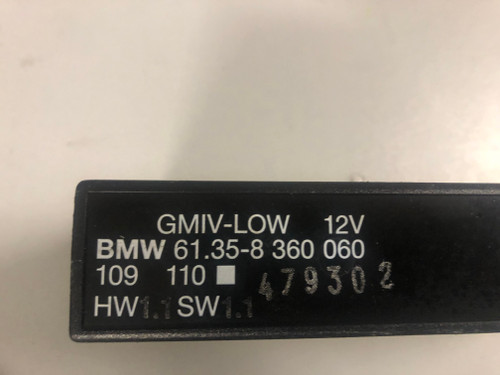 GMIV-LOW 12V
BMW 61.35-8 360 060
109 110 479302
HW1.1 SW1.1